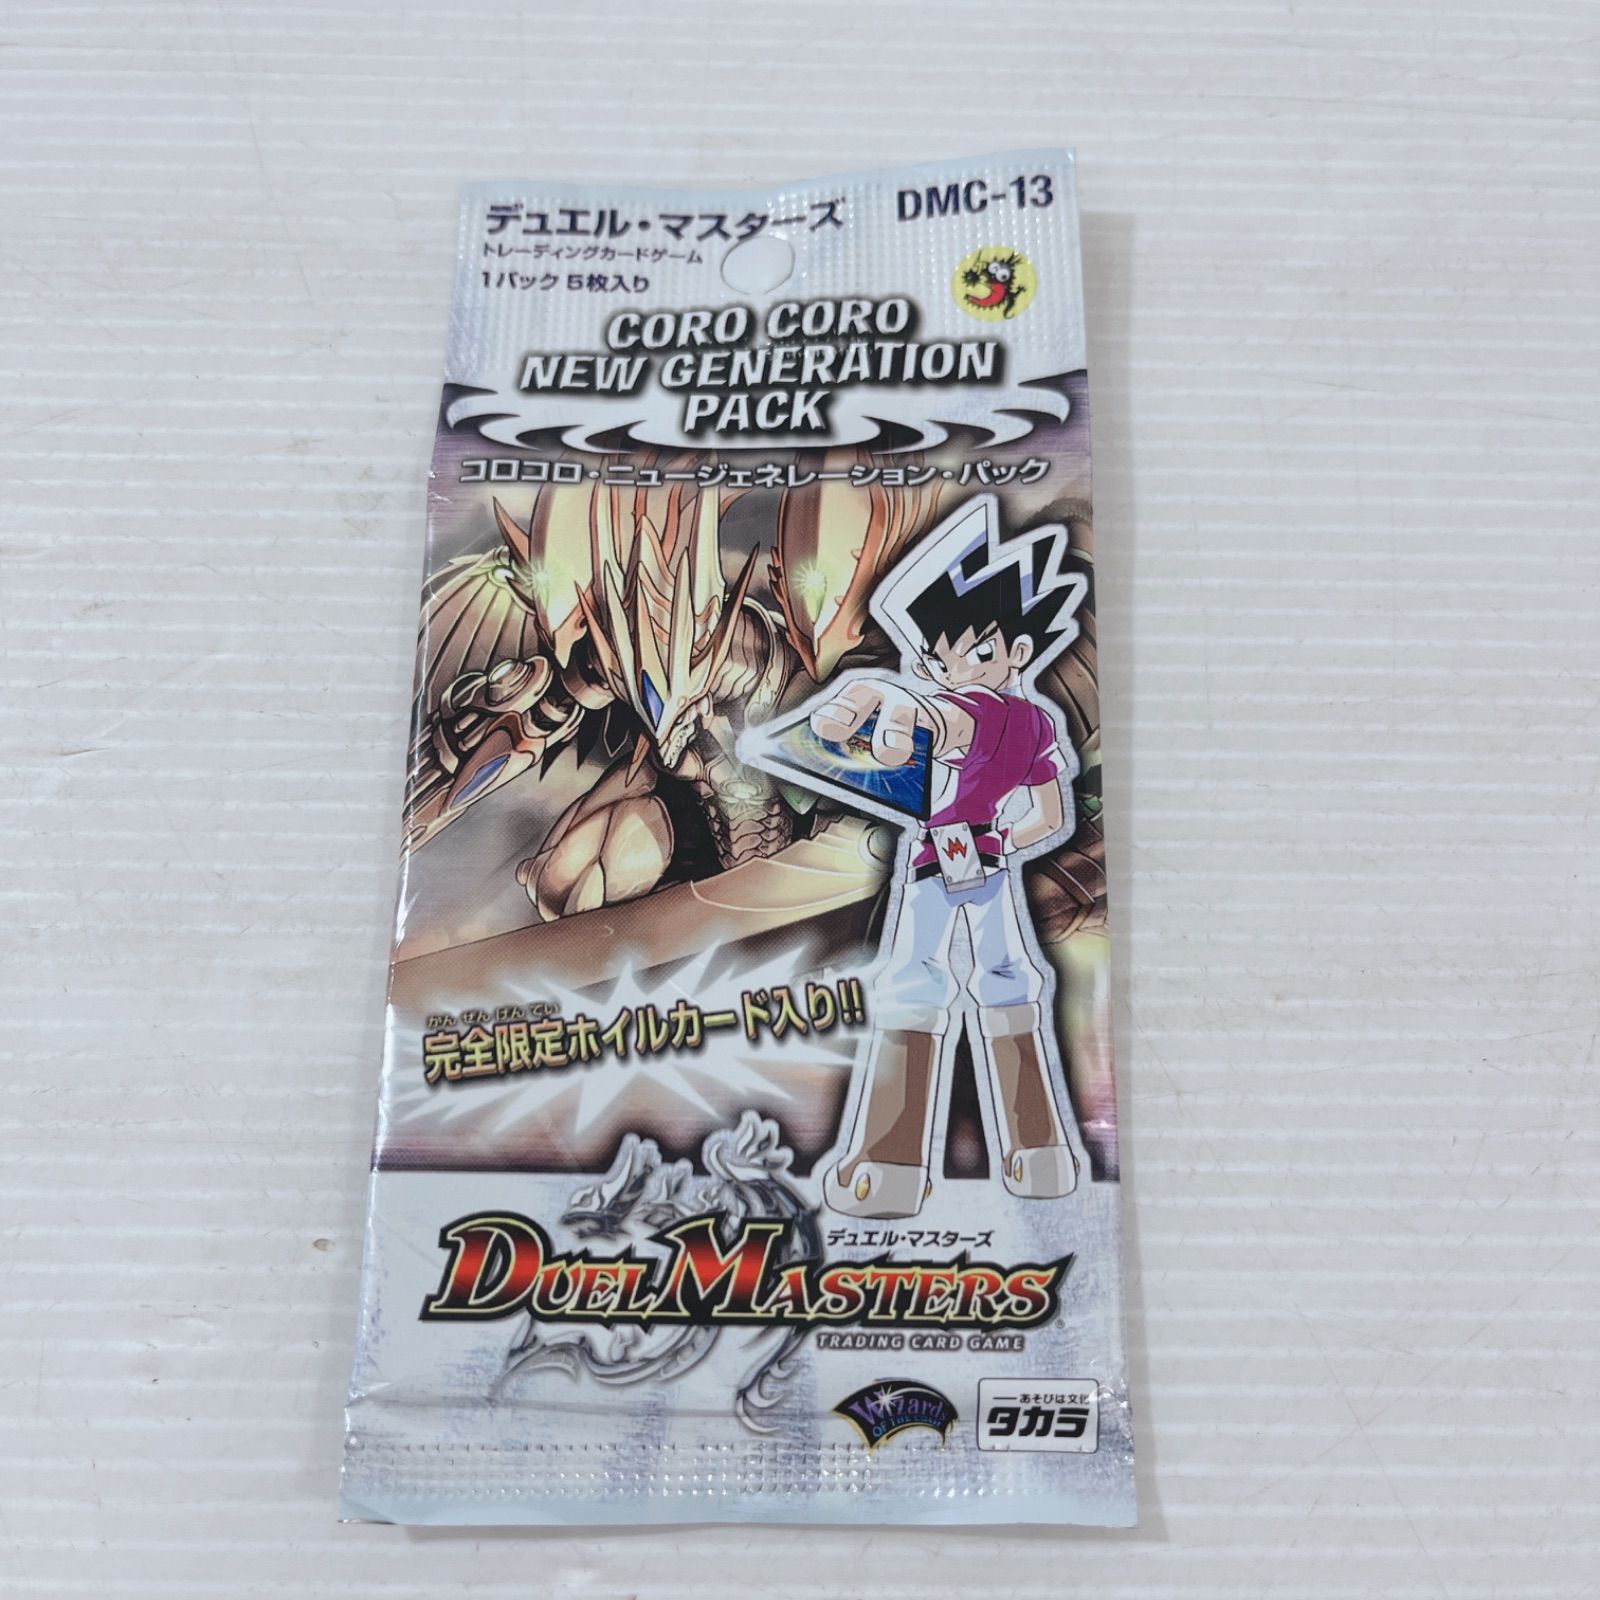 デュエル・マスターズ
DMC-13
トレーディングカードゲーム
1パック 5枚入り
CORO CORO
NEW GENERATION
PACK
コロコロ・ニュージェネレーション・パック
かん ぜん げん てい
完全限定ホイルカード入り!!
デュエル・マスターズ
DUEL MASTERS®
TRADING CARD GAME
Wizards
OF THE COAST
あそびは文化
タカラ